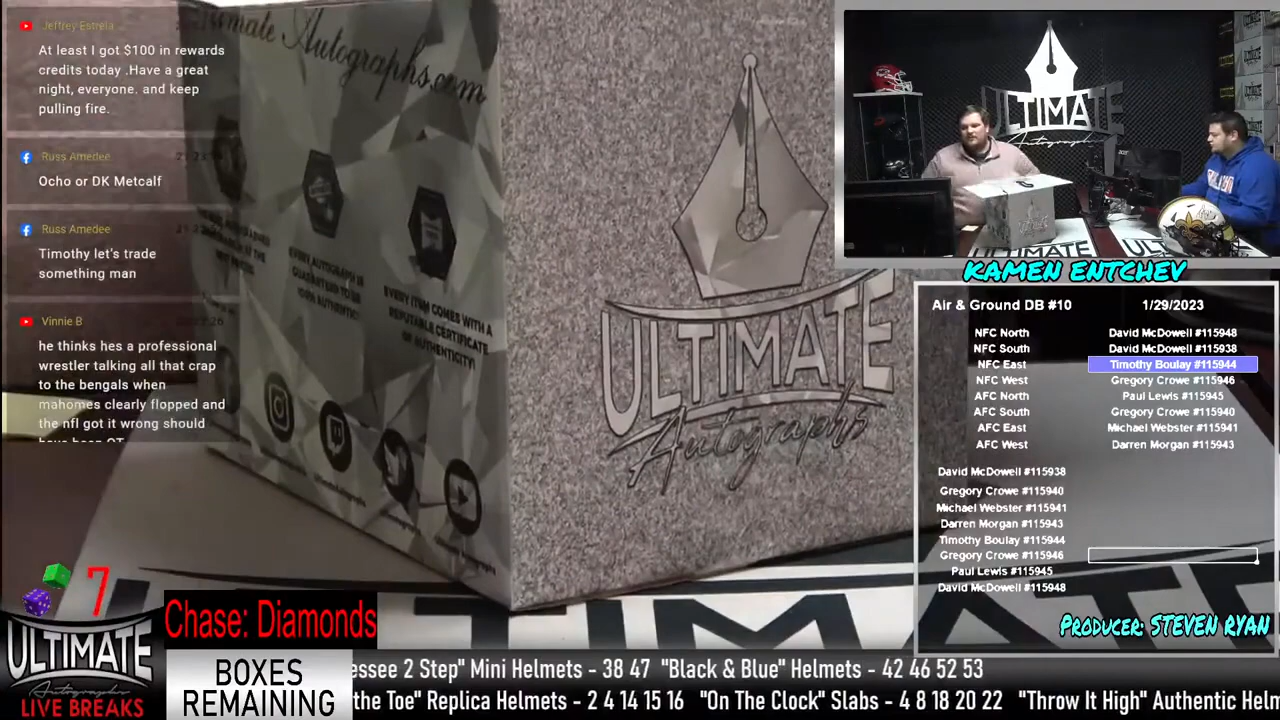 Jeffrey Estrela
At least I got $100 in rewards
credits today .Have a great
night, everyone. and keep
pulling fire.
Russ Amedee
Ocho or DK Metcalf
Russ Amedee
Timothy let's trade
something man
Vinnie B
he thinks hes a professional
wrestler talking all that crap
to the bengals when
mahomes clearly flopped and
the nfl got it wrong should
have been OT
Autographs.com
EVERY AUTOGRAPH IS
GUARANTEED TO BE
100% AUTHENTIC!
EVERY ITEM COMES WITH A
REPUTABLE CERTIFICATE
OF AUTHENTICITY!
ULTIMATE
Autographs
ULTIMATE
KAMEN ENTCHEV
Air & Ground DB #10 1/29/2023
NFC North David McDowell #115948
NFC South David McDowell #115938
NFC East Timothy Boulay #115944
NFC West Gregory Crowe #115946
AFC North Paul Lewis #115945
AFC South Gregory Crowe #115940
AFC East Michael Webster #115941
AFC West Darren Morgan #115943
David McDowell #115938
Gregory Crowe #115940
Michael Webster #115941
Darren Morgan #115943
Timothy Boulay #115944
Gregory Crowe #115946
Paul Lewis #115945
David McDowell #115948
PRODUCER: STEVEN RYAN
7
ULTIMATE
Autographs
LIVE BREAKS
Chase: Diamonds
BOXES
REMAINING
essee 2 Step" Mini Helmets - 38 47 "Black & Blue" Helmets - 42 46 52 53
the Toe" Replica Helmets - 2 4 14 15 16 "On The Clock" Slabs - 4 8 18 20 22 "Throw It High" Authentic Helm